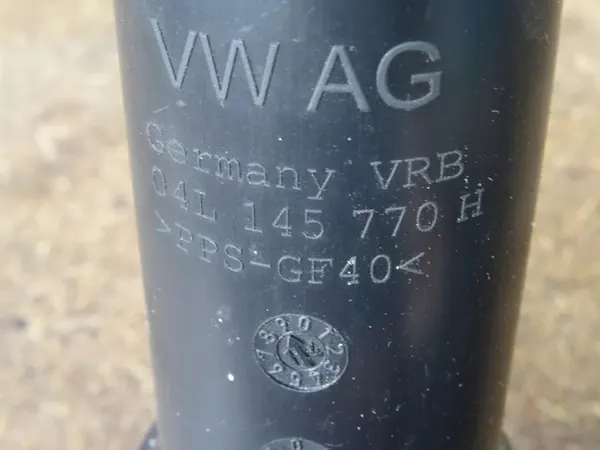 VW AG
Germany VRB
04L 145 770 H
>PPS-GF40<